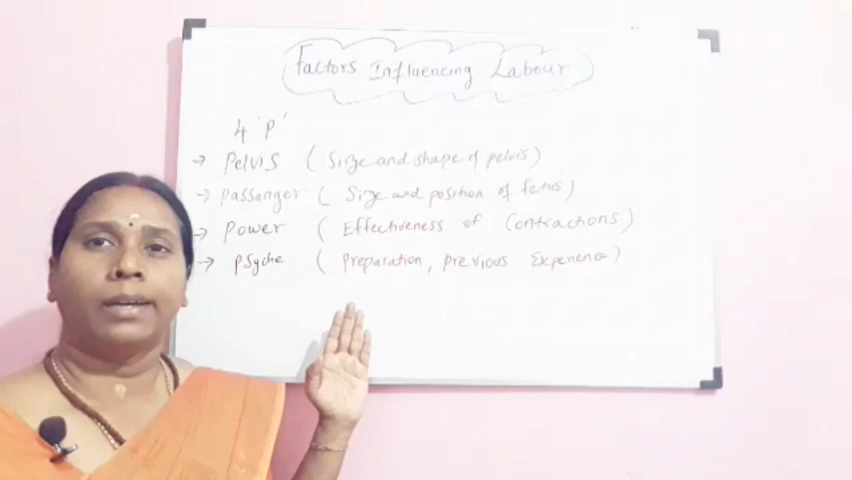 Factors Influencing Labour
4 'P'
→ Pelvis ( Size and shape of pelvis)
→ Passanger ( Size and position of fetus)
→ Power ( Effectiveness of Contractions)
→ Psyche ( Preparation, Previous Experience)